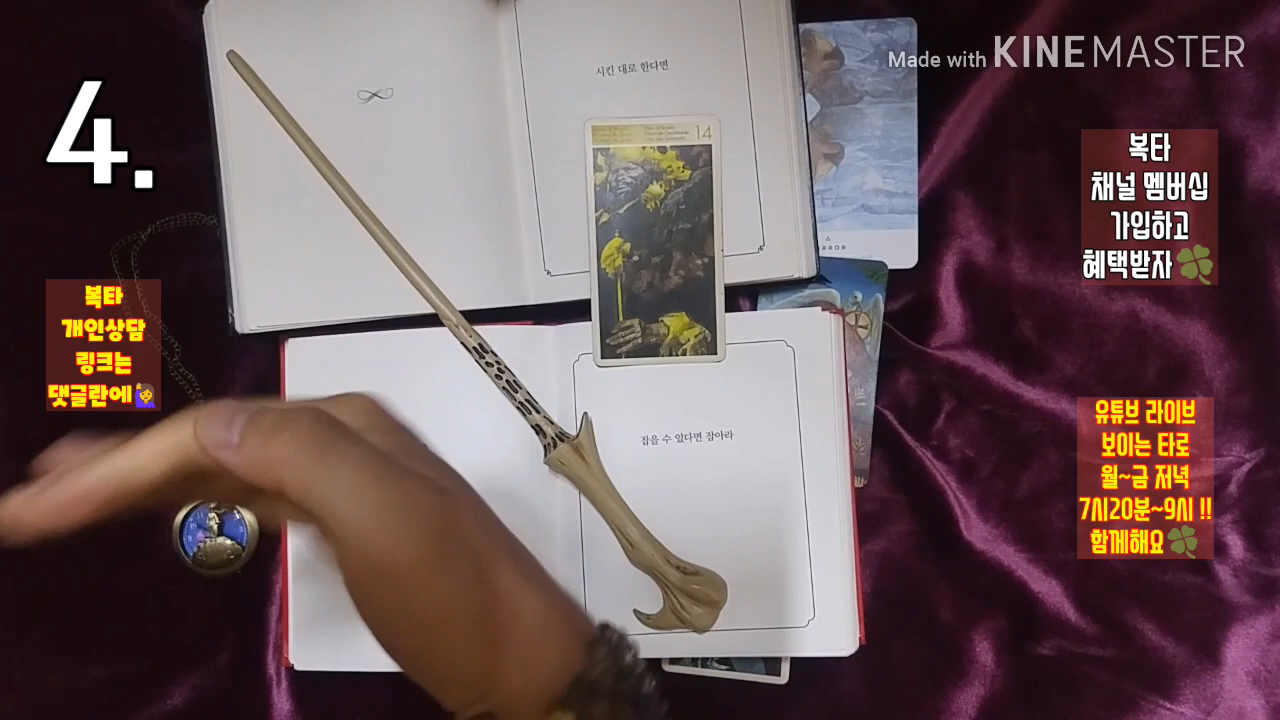 Made with KINEMASTER
4.
시킨 대로 한다면
14
복타
채널 멤버십
가입하고
혜택받자🍀
RROR
복타
개인상담
링크는
댓글란에🙋‍♀️
잡을 수 있다면 잡아라
유튜브 라이브
보이는 타로
월~금 저녁
7시20분~9시 !!
함께해요🍀